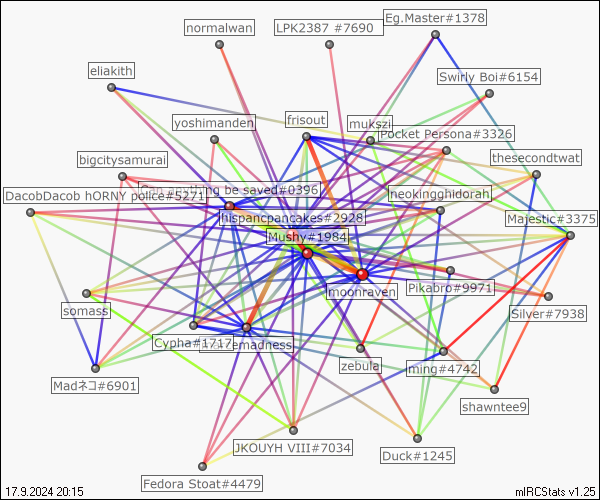 normalwan
LPK2387 #7690
Eg.Master#1378
eliakith
Swirly Boi#6154
yoshimanden
frisout
mukszi
Pocket Persona#3326
bigcitysamurai
thesecondtwat
DacobDacob hORNY police#5271
be saved#0396
neokingghidorah
hispancpancakes#2928
Majestic#3375
Mushy#1984
moonraven
Pikabro#9971
somass
Silver#7938
Cypha#1717
madness
zebula
ming#4742
Madネコ#6901
shawntee9
JKOUYH VIII#7034
Duck#1245
Fedora Stoat#4479
17.9.2024 20:15
mIRCStats v1.25